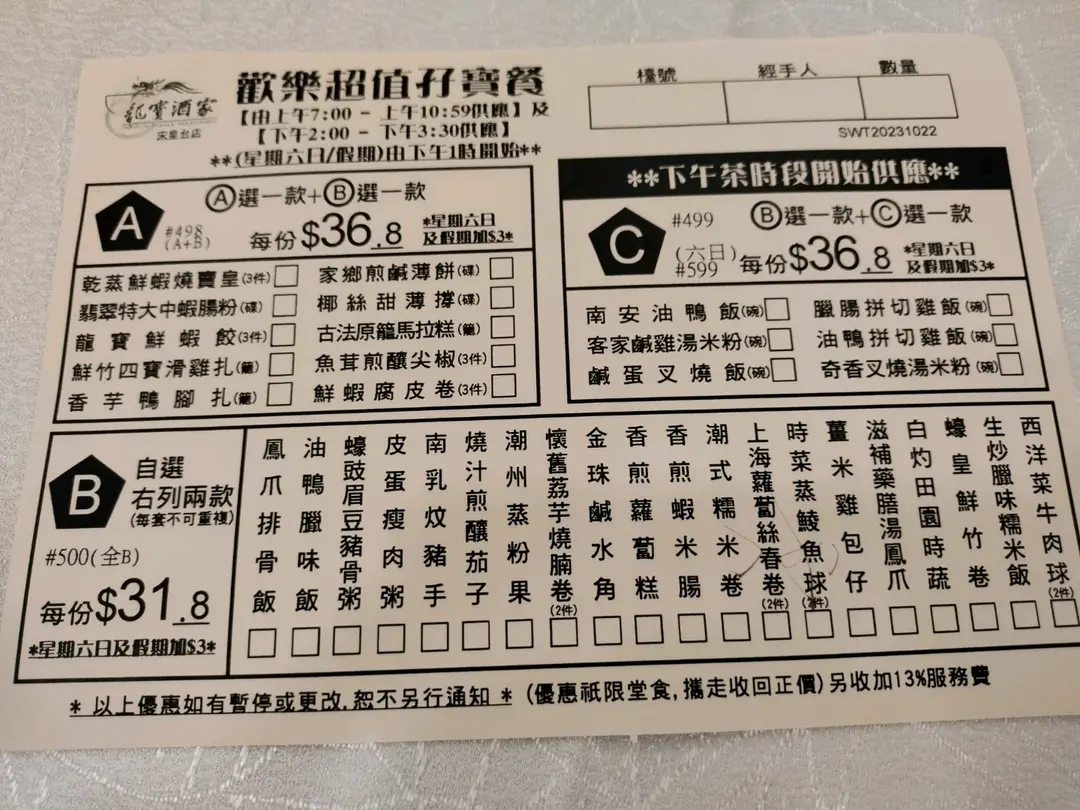 龍寶酒家
宋皇台店
歡樂超值孖寶餐
【由上午7:00 - 上午10:59供應】及
【下午2:00 - 下午3:30供應】
**(星期六日/假期)由下午1時開始**
檯號 經手人 數量
SWT20231022
A
#498
(A+B)
Ⓐ選一款+Ⓑ選一款
每份$36.8
*星期六日
及假期加$3*
乾蒸鮮蝦燒賣皇(3件)
翡翠特大中蝦腸粉(碟)
龍寶鮮蝦餃(3件)
鮮竹四寶滑雞扎(籠)
香芋鴨腳扎(籠)
家鄉煎鹹薄餅(碟)
椰絲甜薄撐(碟)
古法原籠馬拉糕(籠)
魚茸煎釀尖椒(3件)
鮮蝦腐皮卷(3件)
**下午茶時段開始供應**
C
#499
(六日)
#599
Ⓑ選一款+Ⓒ選一款
每份$36.8
*星期六日
及假期加$3*
南安油鴨飯(碗)
客家鹹雞湯米粉(碗)
鹹蛋叉燒飯(碗)
臘腸拼切雞飯(碗)
油鴨拼切雞飯(碗)
奇香叉燒湯米粉(碗)
B
自選
右列兩款
(每套不可重複)
#500(全B)
每份$31.8
*星期六日及假期加$3*
鳳爪排骨飯
油鴨臘味飯
蠔豉眉豆豬骨粥
皮蛋瘦肉粥
南乳炆豬手
燒汁煎釀茄子
潮州蒸粉果
懷舊荔芋燒腩卷(2件)
金珠鹹水角
香煎蘿蔔糕
香煎蝦米腸
潮式糯米卷
上海蘿蔔絲春卷(2件)
時菜蒸鯪魚球(2件)
薑米雞包仔
滋補藥膳湯鳳爪
白灼田園時蔬
蠔皇鮮竹卷
生炒臘味糯米飯
西洋菜牛肉球(2件)
* 以上優惠如有暫停或更改,恕不另行通知 * (優惠祇限堂食,攜走收回正價)另收加13%服務費